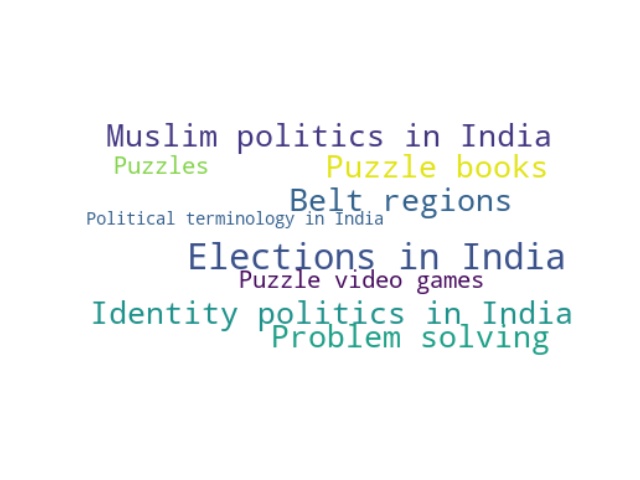 Muslim politics in India
Puzzles
Puzzle books
Belt regions
Political terminology in India
Elections in India
Puzzle video games
Identity politics in India
Problem solving